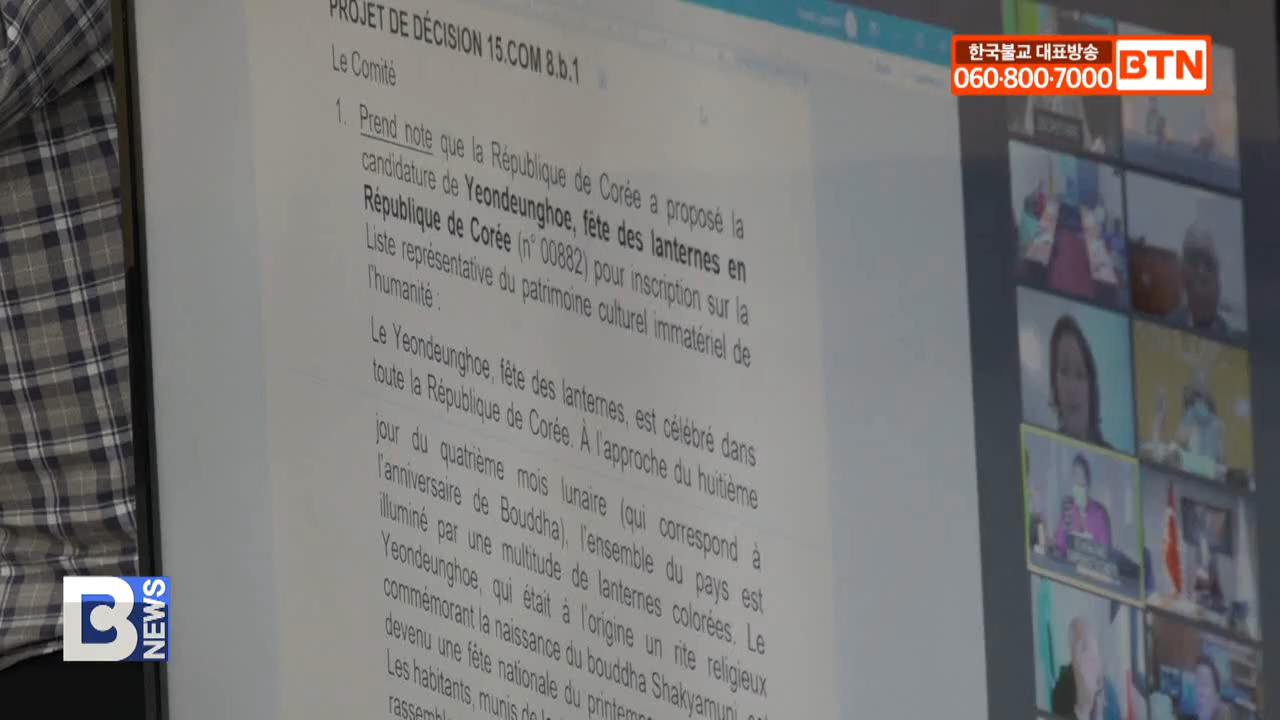 PROJET DE DÉCISION 15.COM 8.b.1
Le Comité
1. Prend note que la République de Corée a proposé la
candidature de Yeondeunghoe, fête des lanternes en
République de Corée (n° 00882) pour inscription sur la
Liste représentative du patrimoine culturel immatériel de
l'humanité :
Le Yeondeunghoe, fête des lanternes, est célébré dans
toute la République de Corée. À l'approche du huitième
jour du quatrième mois lunaire (qui correspond à
l'anniversaire de Bouddha), l'ensemble du pays est
illuminé par une multitude de lanternes colorées. Le
Yeondeunghoe, qui était à l'origine un rite religieux
commémorant la naissance du bouddha Shakyamuni,
devenu une fête nationale du printemps
Les habitants, munis de
한국불교 대표방송
060·800·7000
BTN
B NEWS